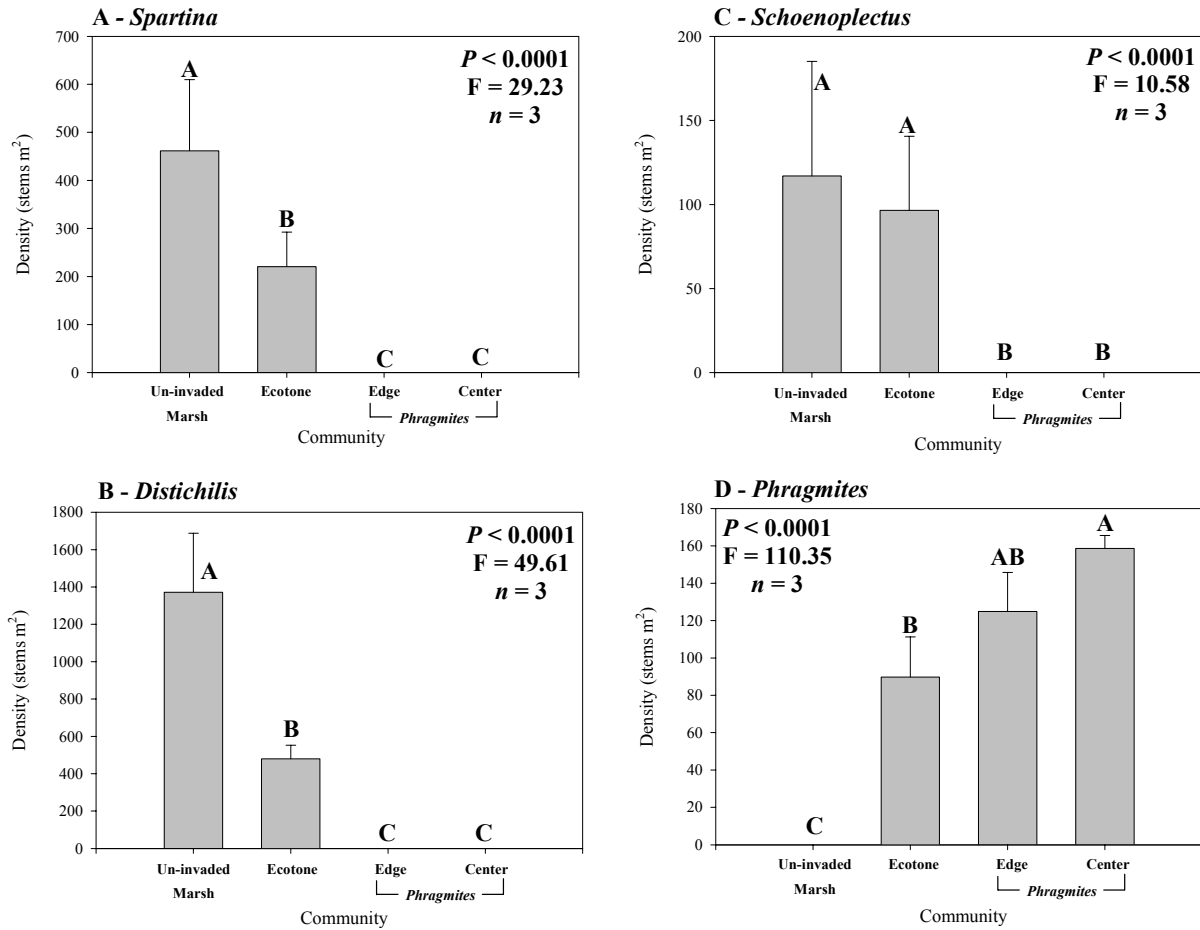 A - Spartina
P < 0.0001
F = 29.23
n = 3
700
600
500
400
300
200
100
0
Density (stems m²)
A
B
C
C
Un-invaded
Marsh
Ecotone
Edge
Center
Phragmites
Community
C - Schoenoplectus
P < 0.0001
F = 10.58
n = 3
200
150
100
50
0
Density (stems m²)
A
A
B
B
Un-invaded
Marsh
Ecotone
Edge
Center
Phragmites
Community
B - Distichilis
P < 0.0001
F = 49.61
n = 3
1800
1600
1400
1200
1000
800
600
400
200
0
Density (stems m²)
A
B
C
C
Un-invaded
Marsh
Ecotone
Edge
Center
Phragmites
Community
D - Phragmites
P < 0.0001
F = 110.35
n = 3
180
160
140
120
100
80
60
40
20
0
Density (stems m²)
C
B
AB
A
Un-invaded
Marsh
Ecotone
Edge
Center
Phragmites
Community